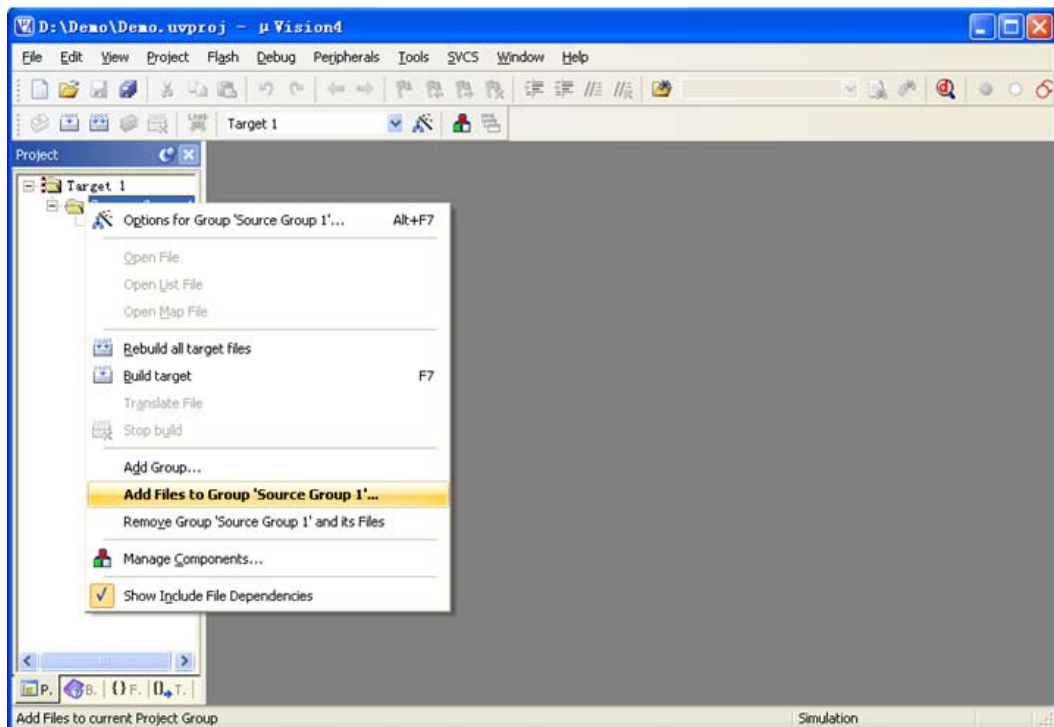 D:\Demo\Demo.uvproj - µVision4
File Edit View Project Flash Debug Peripherals Tools SVCS Window Help
LOAD Target 1
Project
Target 1
Options for Group 'Source Group 1'... Alt+F7
Open File
Open List File
Open Map File
Rebuild all target files
Build target F7
Translate File
Stop build
Add Group...
Add Files to Group 'Source Group 1'...
Remove Group 'Source Group 1' and its Files
Manage Components...
Show Include File Dependencies
P. B. {} F. 0 T.
Add Files to current Project Group Simulation